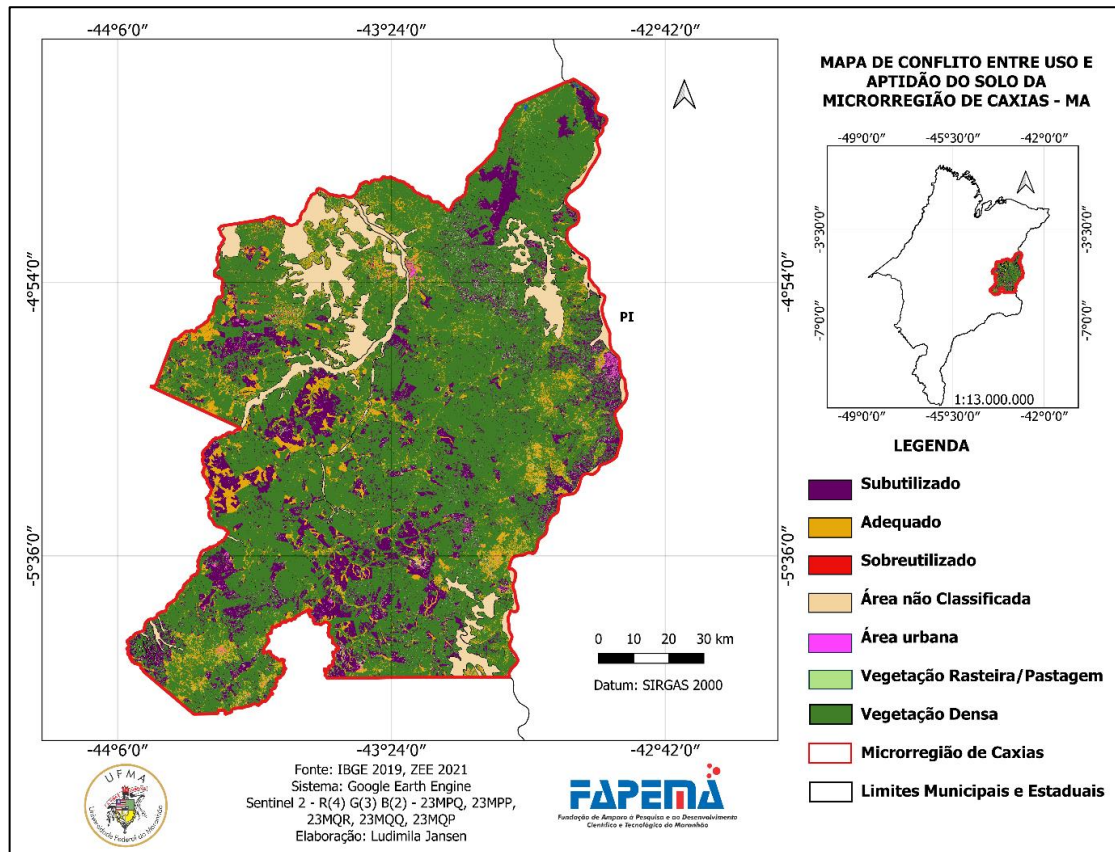 -44°6′0″
-43°24′0″
-42°42′0″
-4°54′0″
-4°54′0″
-5°36′0″
-5°36′0″
PI
0 10 20 30 km
Datum: SIRGAS 2000
-44°6′0″
-43°24′0″
-42°42′0″
MAPA DE CONFLITO ENTRE USO E
APTIDÃO DO SOLO DA
MICRORREGIÃO DE CAXIAS - MA
-49°0′0″
-45°30′0″
-42°0′0″
-3°30′0″
-3°30′0″
-7°0′0″
-7°0′0″
1:13.000.000
-49°0′0″
-45°30′0″
-42°0′0″
LEGENDA
Subutilizado
Adequado
Sobreutilizado
Área não Classificada
Área urbana
Vegetação Rasteira/Pastagem
Vegetação Densa
Microrregião de Caxias
Limites Municipais e Estaduais
UFMA
Universidade Federal do Maranhão
Fonte: IBGE 2019, ZEE 2021
Sistema: Google Earth Engine
Sentinel 2 - R(4) G(3) B(2) - 23MPQ, 23MPP,
23MQR, 23MQQ, 23MQP
Elaboração: Ludimila Jansen
FAPEMA
Fundação de Amparo à Pesquisa e ao Desenvolvimento
Científico e Tecnológico do Maranhão